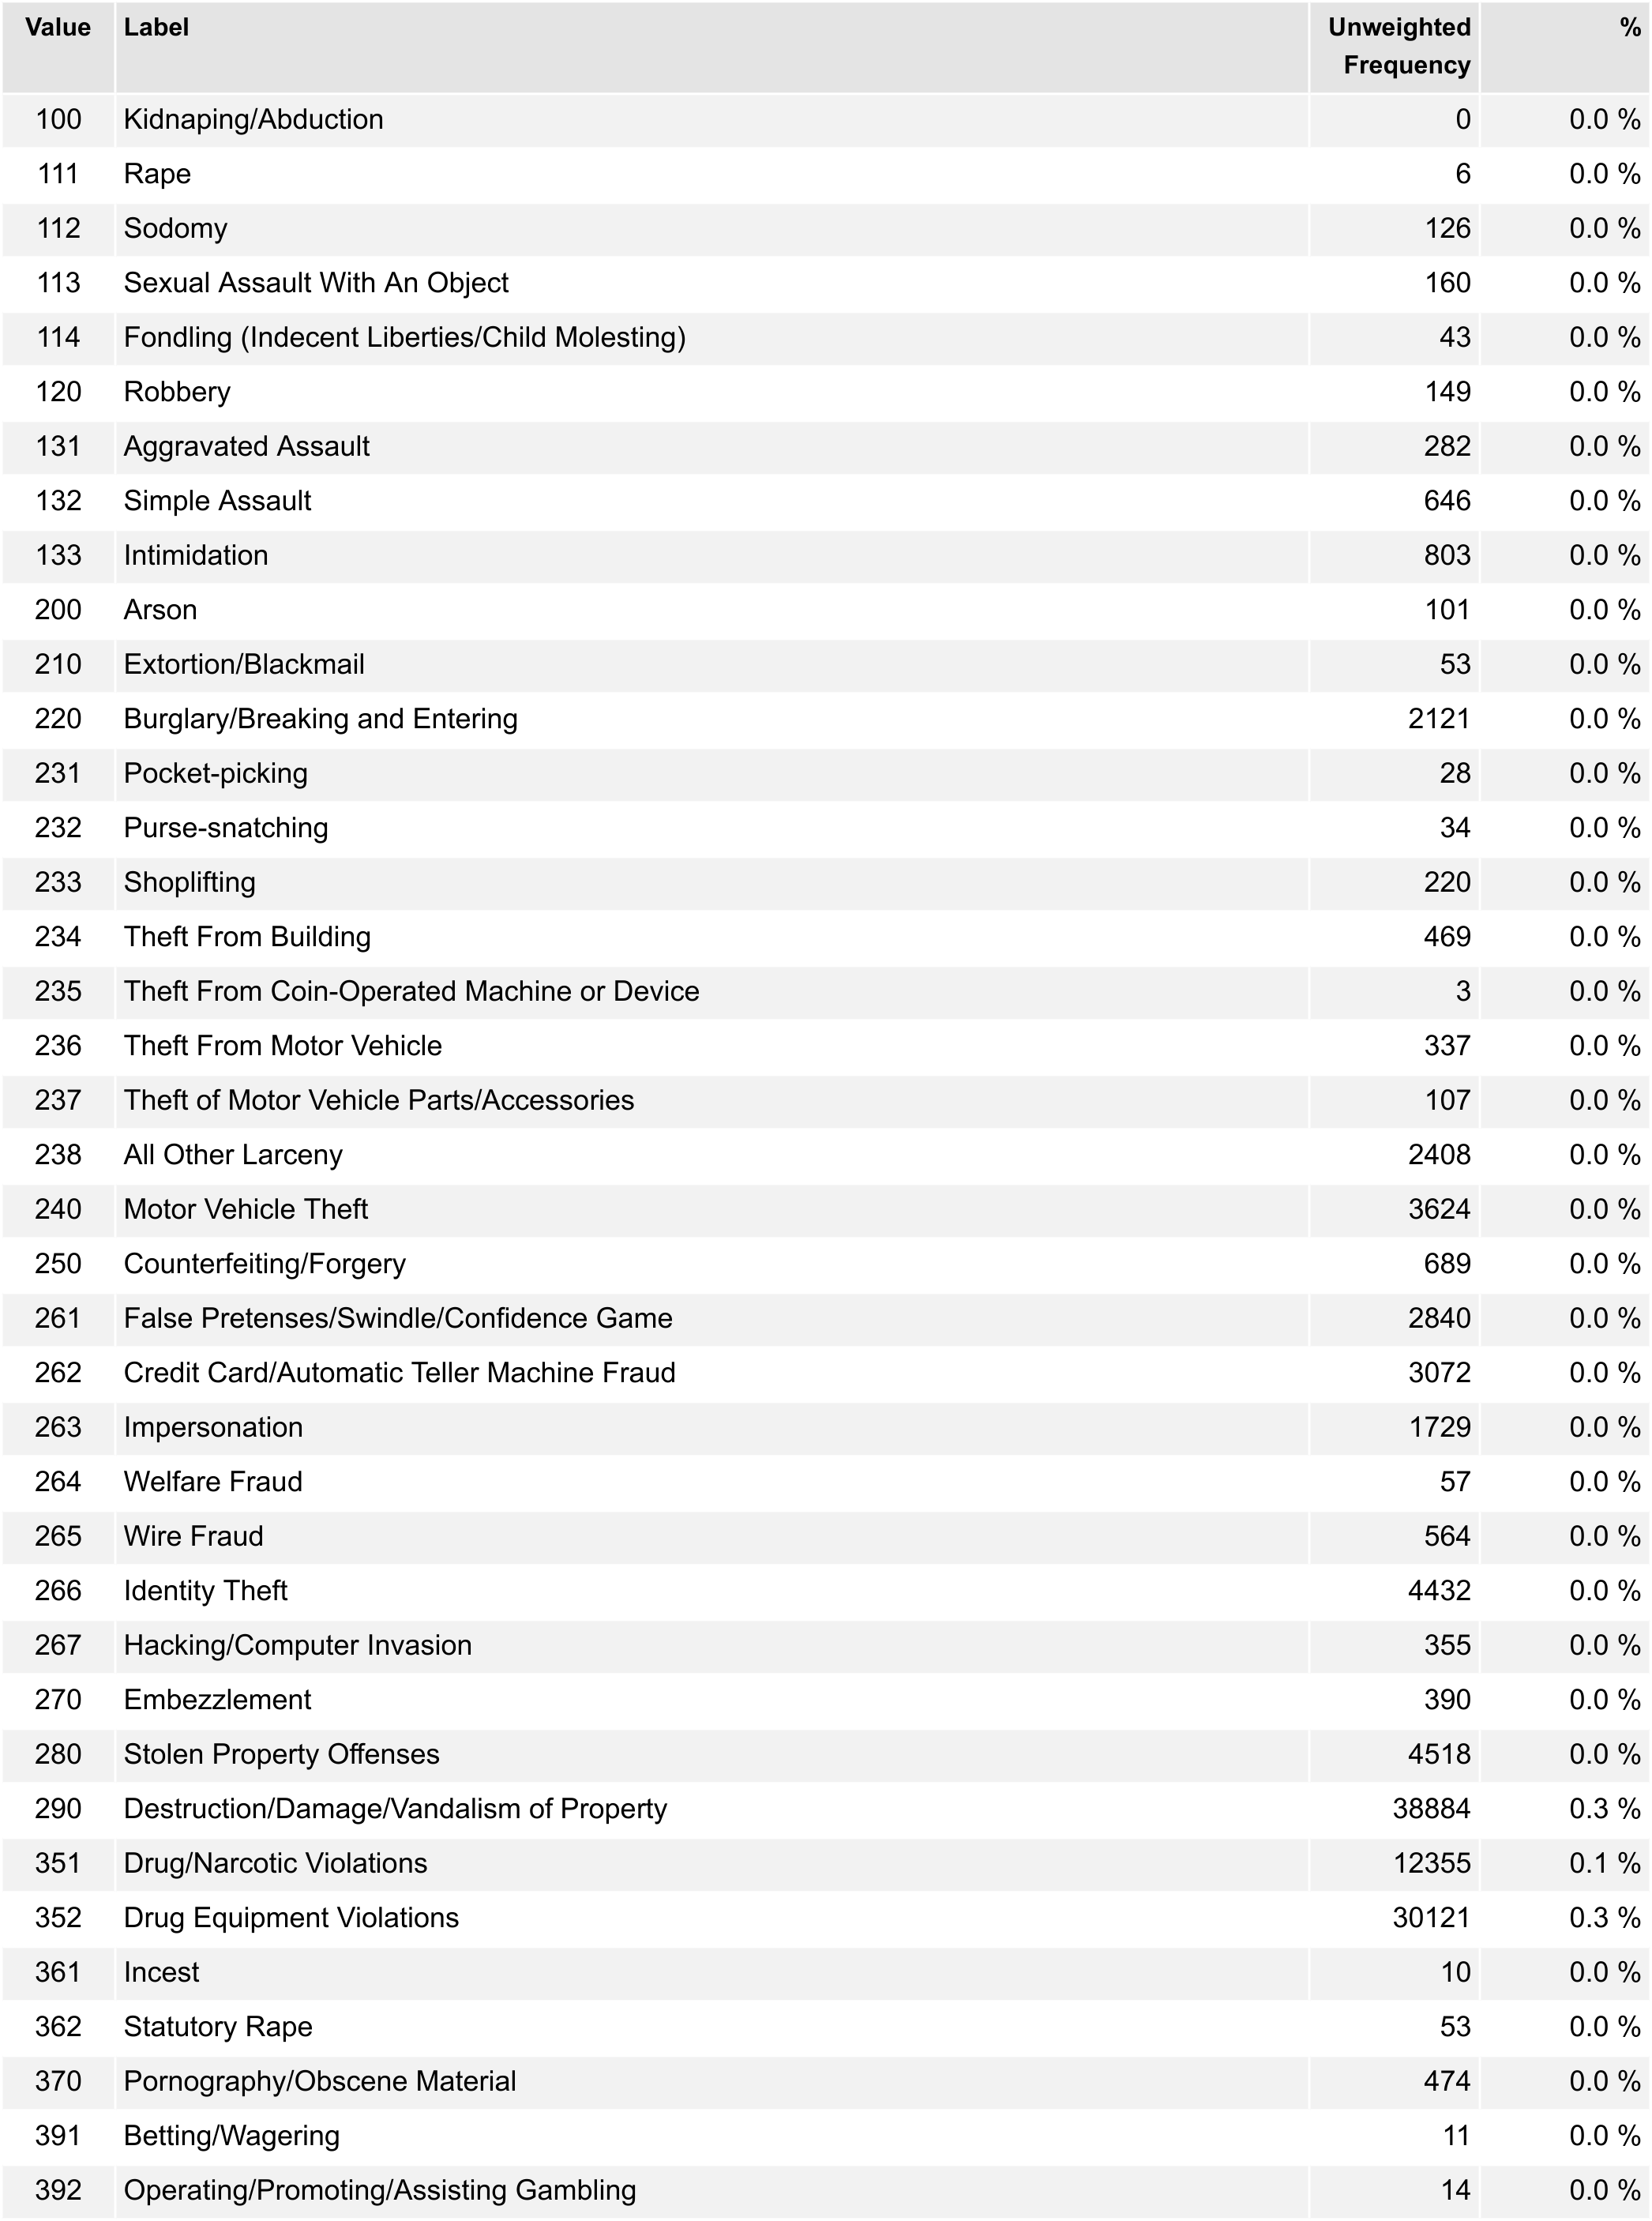 Value Label Unweighted Frequency %
100 Kidnaping/Abduction 0 0.0 %
111 Rape 6 0.0 %
112 Sodomy 126 0.0 %
113 Sexual Assault With An Object 160 0.0 %
114 Fondling (Indecent Liberties/Child Molesting) 43 0.0 %
120 Robbery 149 0.0 %
131 Aggravated Assault 282 0.0 %
132 Simple Assault 646 0.0 %
133 Intimidation 803 0.0 %
200 Arson 101 0.0 %
210 Extortion/Blackmail 53 0.0 %
220 Burglary/Breaking and Entering 2121 0.0 %
231 Pocket-picking 28 0.0 %
232 Purse-snatching 34 0.0 %
233 Shoplifting 220 0.0 %
234 Theft From Building 469 0.0 %
235 Theft From Coin-Operated Machine or Device 3 0.0 %
236 Theft From Motor Vehicle 337 0.0 %
237 Theft of Motor Vehicle Parts/Accessories 107 0.0 %
238 All Other Larceny 2408 0.0 %
240 Motor Vehicle Theft 3624 0.0 %
250 Counterfeiting/Forgery 689 0.0 %
261 False Pretenses/Swindle/Confidence Game 2840 0.0 %
262 Credit Card/Automatic Teller Machine Fraud 3072 0.0 %
263 Impersonation 1729 0.0 %
264 Welfare Fraud 57 0.0 %
265 Wire Fraud 564 0.0 %
266 Identity Theft 4432 0.0 %
267 Hacking/Computer Invasion 355 0.0 %
270 Embezzlement 390 0.0 %
280 Stolen Property Offenses 4518 0.0 %
290 Destruction/Damage/Vandalism of Property 38884 0.3 %
351 Drug/Narcotic Violations 12355 0.1 %
352 Drug Equipment Violations 30121 0.3 %
361 Incest 10 0.0 %
362 Statutory Rape 53 0.0 %
370 Pornography/Obscene Material 474 0.0 %
391 Betting/Wagering 11 0.0 %
392 Operating/Promoting/Assisting Gambling 14 0.0 %